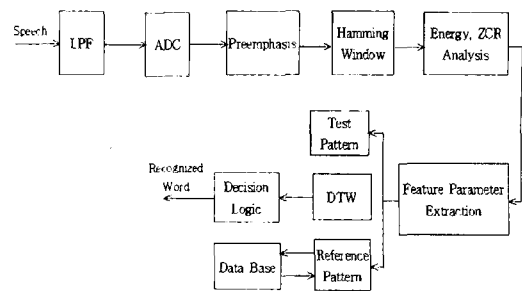 Speech
LPF
ADC
Preemphasis
Hamming
Window
Energy, ZCR
Analysis
Test
Pattern
Recognized
Word
Decision
Logic
DTW
Feature Parameter
Extraction
Data Base
Reference
Pattern